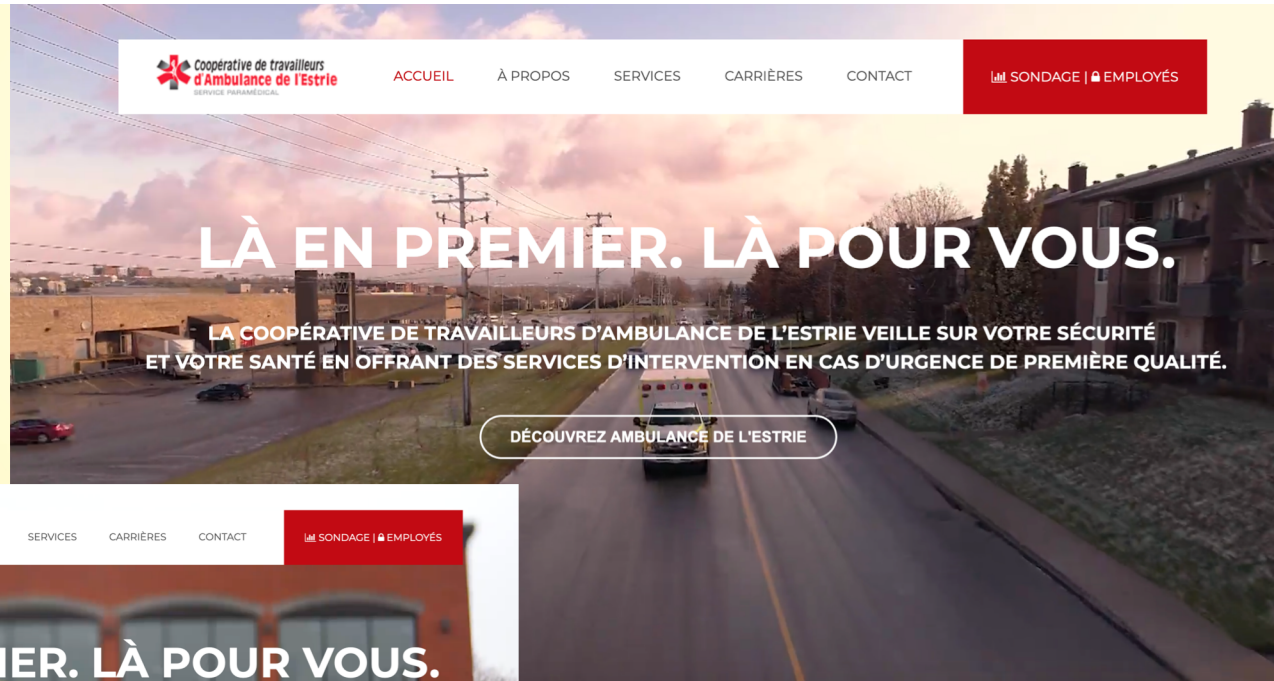 Coopérative de travailleurs
d'Ambulance de l'Estrie
SERVICE PARAMÉDICAL
ACCUEIL À PROPOS SERVICES CARRIÈRES CONTACT SONDAGE | EMPLOYÉS
LÀ EN PREMIER. LÀ POUR VOUS.
LA COOPÉRATIVE DE TRAVAILLEURS D’AMBULANCE DE L’ESTRIE VEILLE SUR VOTRE SÉCURITÉ
ET VOTRE SANTÉ EN OFFRANT DES SERVICES D’INTERVENTION EN CAS D’URGENCE DE PREMIÈRE QUALITÉ.
DÉCOUVREZ AMBULANCE DE L'ESTRIE
SERVICES CARRIÈRES CONTACT SONDAGE | EMPLOYÉS
IER. LÀ POUR VOUS.